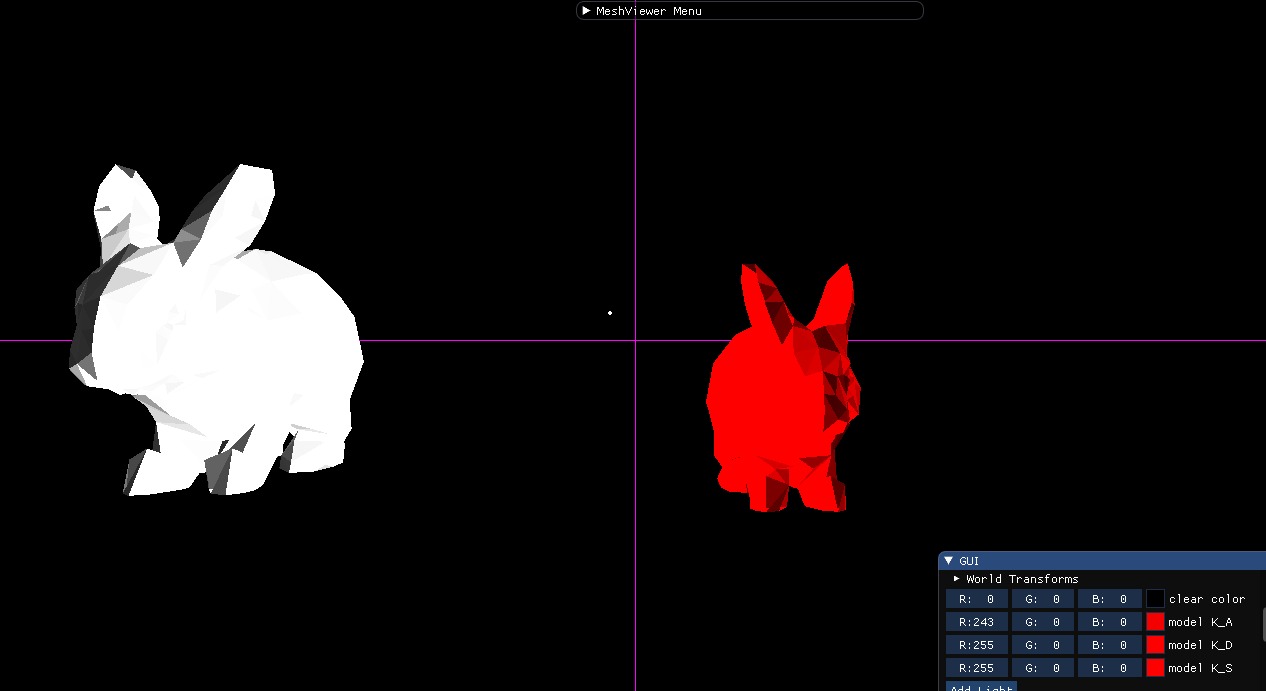 MeshViewer Menu
GUI
World Transforms
R: 0 G: 0 B: 0 clear color
R:243 G: 0 B: 0 model K_A
R:255 G: 0 B: 0 model K_D
R:255 G: 0 B: 0 model K_S
Add Light